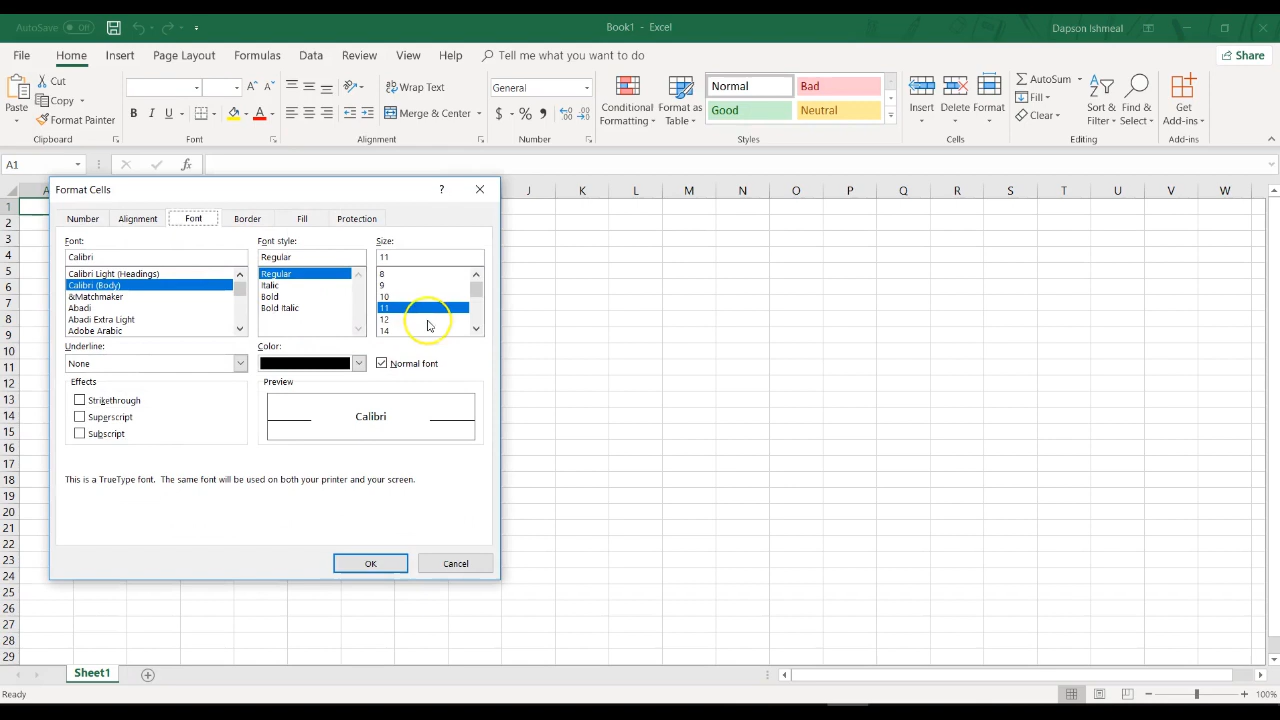 AutoSave Off
Book1 - Excel
Dapson Ishmeal
File Home Insert Page Layout Formulas Data Review View Help Tell me what you want to do Share
Paste
Cut
Copy
Format Painter
Clipboard
B I U A A A
Font
Wrap Text
Merge & Center
Alignment
General
$ % ,
Number
Conditional
Formatting
Format as
Table
Normal Bad
Good Neutral
Styles
Insert Delete Format
Cells
AutoSum
Fill
Clear
Sort &
Filter
Find &
Select
Editing
Get
Add-ins
Add-ins
A1 fx
A J K L M N O P Q R S T U V W
1
2
3
4
5
6
7
8
9
10
11
12
13
14
15
16
17
18
19
20
21
22
23
24
25
26
27
28
29
Format Cells ?
Number Alignment Font Border Fill Protection
Font:
Calibri
Calibri Light (Headings)
Calibri (Body)
&Matchmaker
Abadi
Abadi Extra Light
Adobe Arabic
Font style:
Regular
Regular
Italic
Bold
Bold Italic
Size:
11
8
9
10
11
12
14
Underline:
None
Color:
Normal font
Effects
Strikethrough
Superscript
Subscript
Preview
Calibri
This is a TrueType font. The same font will be used on both your printer and your screen.
OK Cancel
Sheet1
Ready
100%